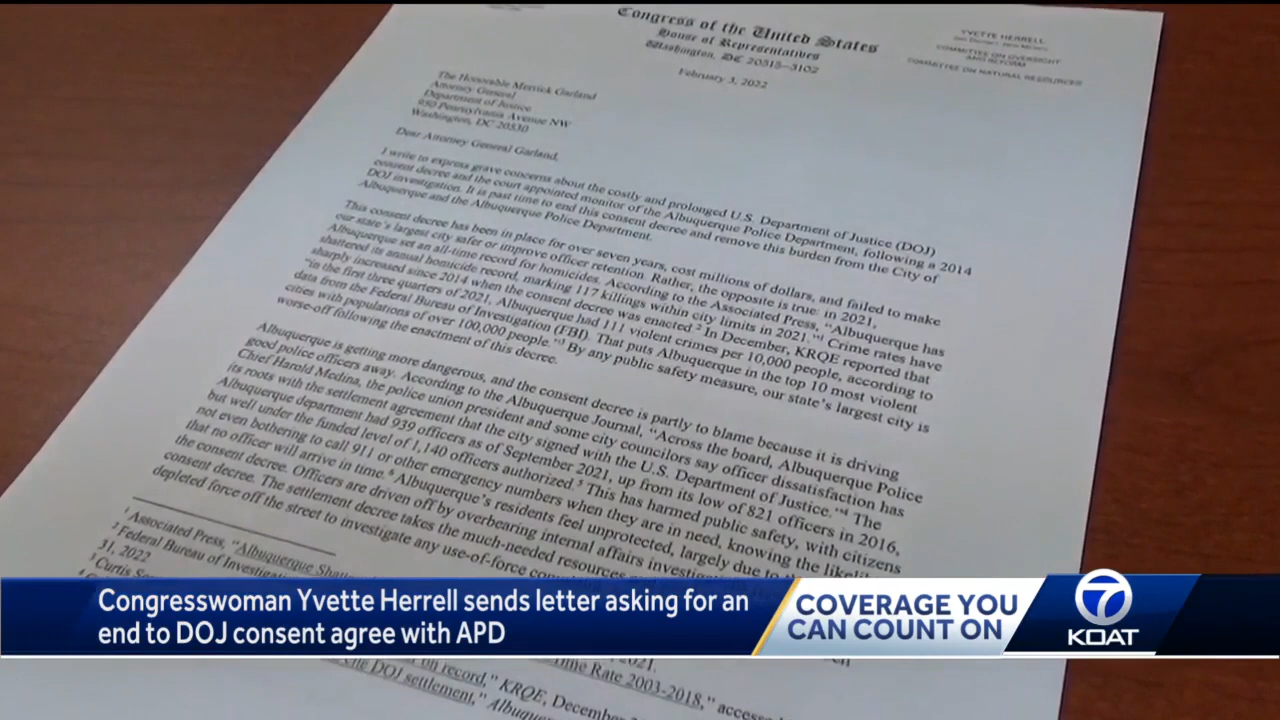 Congress of the United States
House of Representatives
Washington, DC 20515–3102
YVETTE HERRELL
COMMITTEE ON OVERSIGHT
AND REFORM
COMMITTEE ON NATURAL RESOURCES
February 3, 2022
The Honorable Merrick Garland
Attorney General
Department of Justice
950 Pennsylvania Avenue NW
Washington, DC 20530
Dear Attorney General Garland,
I write to express grave concerns about the costly and prolonged U.S. Department of Justice (DOJ)
consent decree and the court appointed monitor of the Albuquerque Police Department, following a 2014
DOJ investigation. It is past time to end this consent decree and remove this burden from the City of
Albuquerque and the Albuquerque Police Department.
This consent decree has been in place for over seven years, cost millions of dollars, and failed to make
our state’s largest city safer or improve officer retention. Rather, the opposite is true: in 2021,
Albuquerque set an all-time record for homicides. According to the Associated Press, “Albuquerque has
shattered its annual homicide record, marking 117 killings within city limits in 2021.”1 Crime rates have
sharply increased since 2014 when the consent decree was enacted.2 In December, KRQE reported that
“in the first three quarters of 2021, Albuquerque had 111 violent crimes per 10,000 people, according to
data from the Federal Bureau of Investigation (FBI). That puts Albuquerque in the top 10 most violent
cities with populations of over 100,000 people.”3 By any public safety measure, our state’s largest city is
worse-off following the enactment of this decree.
Albuquerque is getting more dangerous, and the consent decree is partly to blame because it is driving
good police officers away. According to the Albuquerque Journal, “Across the board, Albuquerque Police
Chief Harold Medina, the police union president and some city councilors say officer dissatisfaction has
its roots with the settlement agreement that the city signed with the U.S. Department of Justice.”4 The
Albuquerque department had 939 officers as of September 2021, up from its low of 821 officers in 2016,
but well under the funded level of 1,140 officers authorized.5 This has harmed public safety, with citizens
not even bothering to call 911 or other emergency numbers when they are in need, knowing the likelih
that no officer will arrive in time.6 Albuquerque’s residents feel unprotected, largely due to th
the consent decree. Officers are driven off by overbearing internal affairs investiga
consent decree. The settlement decree takes the much-needed resources
depleted force off the street to investigate any use-of-force
1 Associated Press, “Albuquerque
2 Federal Bureau of
31, 2022
3 Curtis
Congresswoman Yvette Herrell sends letter asking for an
end to DOJ consent agree with APD
COVERAGE YOU
CAN COUNT ON
7
KOAT
2021.
Crime Rate 2003-2018,”
on record,” KRQE, December
DOJ settlement,”